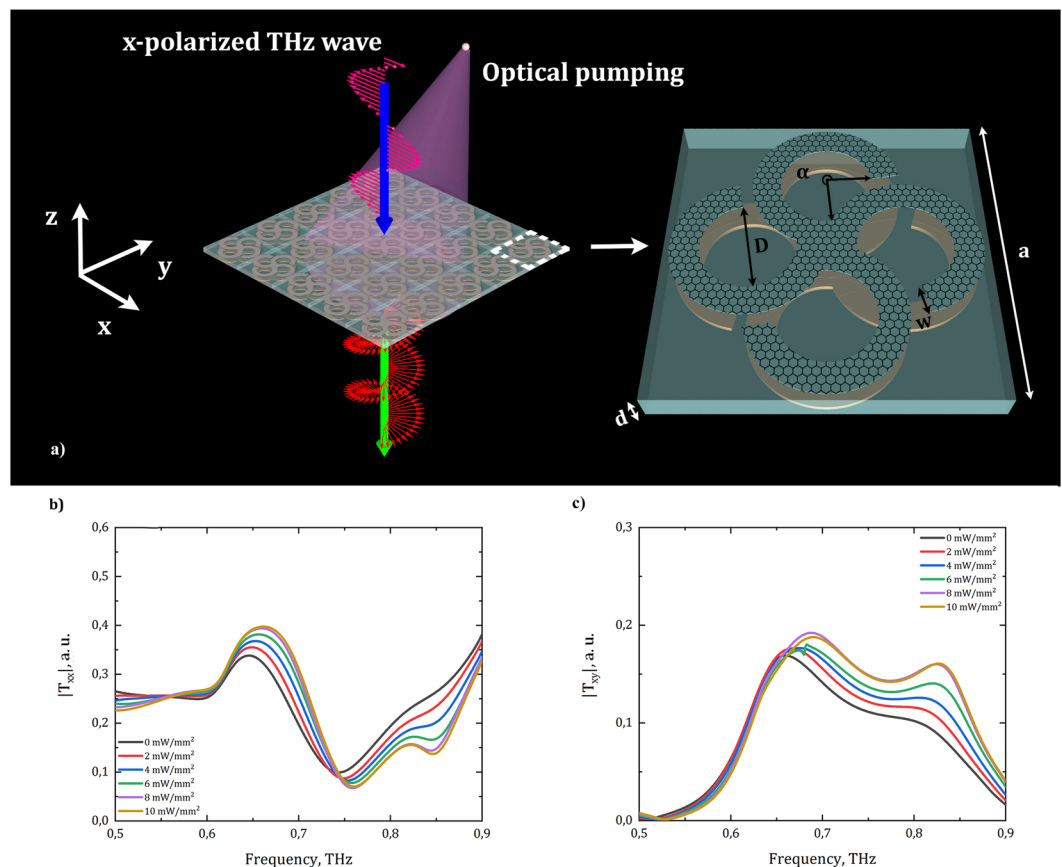 x-polarized THz wave
Optical pumping
z
y
x
α
D
w
a
d
a)
b)
0,6
0,5
0,4
0,3
0,2
0,1
0,0
|Txx|, a. u.
0 mW/mm²
2 mW/mm²
4 mW/mm²
6 mW/mm²
8 mW/mm²
10 mW/mm²
0,5 0,6 0,7 0,8 0,9
Frequency, THz
c)
0,3
0,2
0,1
0,0
|Txy|, a. u.
0 mW/mm²
2 mW/mm²
4 mW/mm²
6 mW/mm²
8 mW/mm²
10 mW/mm²
0,5 0,6 0,7 0,8 0,9
Frequency, THz